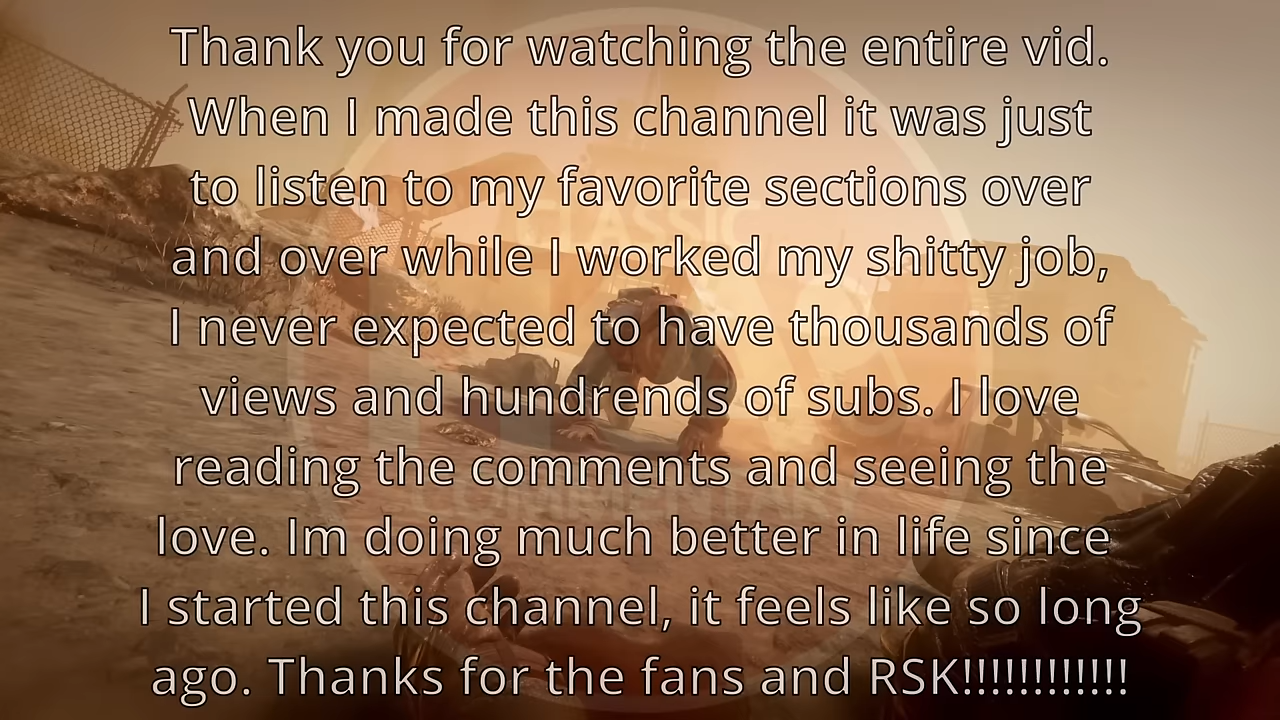 Thank you for watching the entire vid.
When I made this channel it was just
to listen to my favorite sections over
and over while I worked my shitty job,
I never expected to have thousands of
views and hundrends of subs. I love
reading the comments and seeing the
love. Im doing much better in life since
I started this channel, it feels like so long
ago. Thanks for the fans and RSK!!!!!!!!!!!!
CLASSIC
COMMENTARY